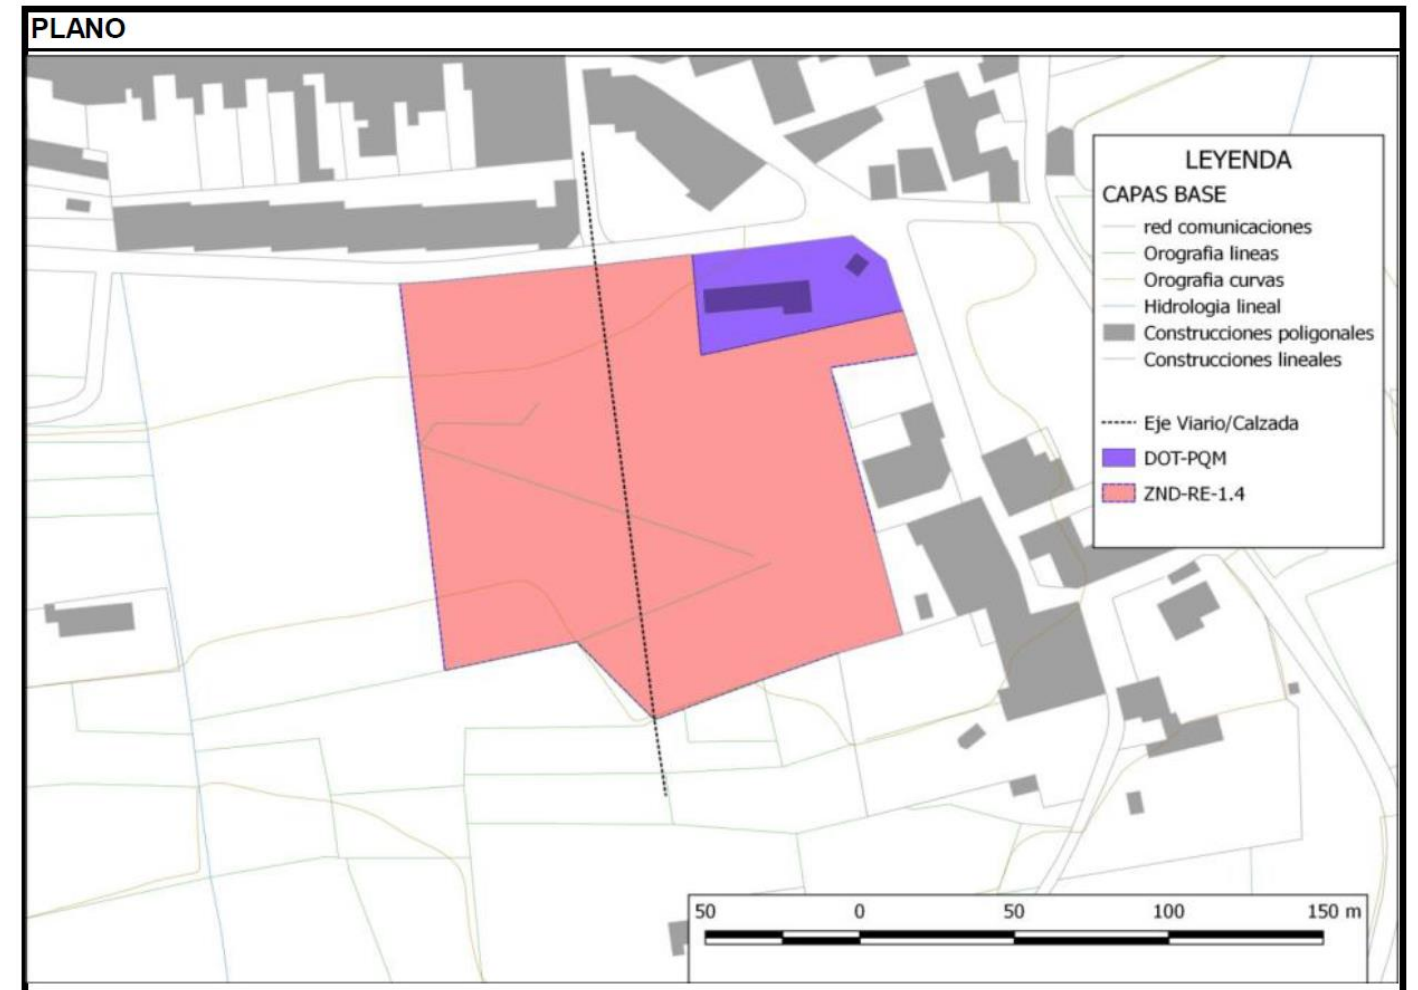 PLANO
LEYENDA
CAPAS BASE
red comunicaciones
Orografia lineas
Orografia curvas
Hidrologia lineal
Construcciones poligonales
Construcciones lineales
Eje Viario/Calzada
DOT-PQM
ZND-RE-1.4
50 0 50 100 150 m